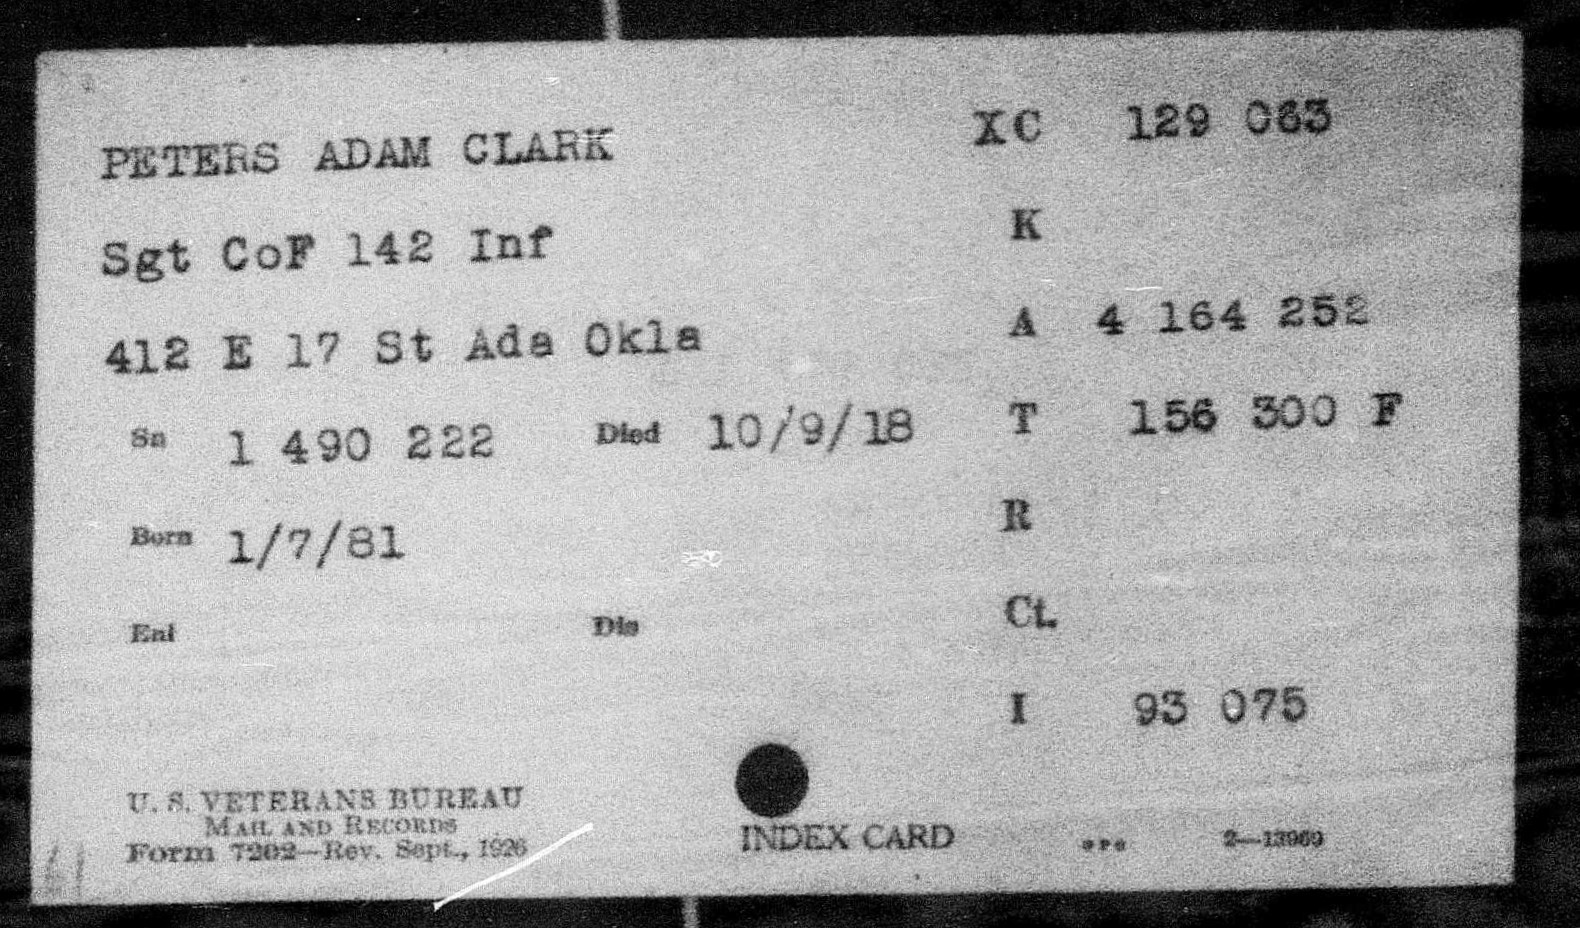 PETERS ADAM CLARK XC 129 063
Sgt CoF 142 Inf K
412 E 17 St Ada Okla A 4 164 252
Sn 1 490 222 Died 10/9/18 T 156 300 F
Born 1/7/81 R
Enl Dis Ct.
I 93 075
U. S. VETERANS BUREAU
MAIL AND RECORDS
Form 7202—Rev. Sept., 1926 INDEX CARD GPO 2—13969